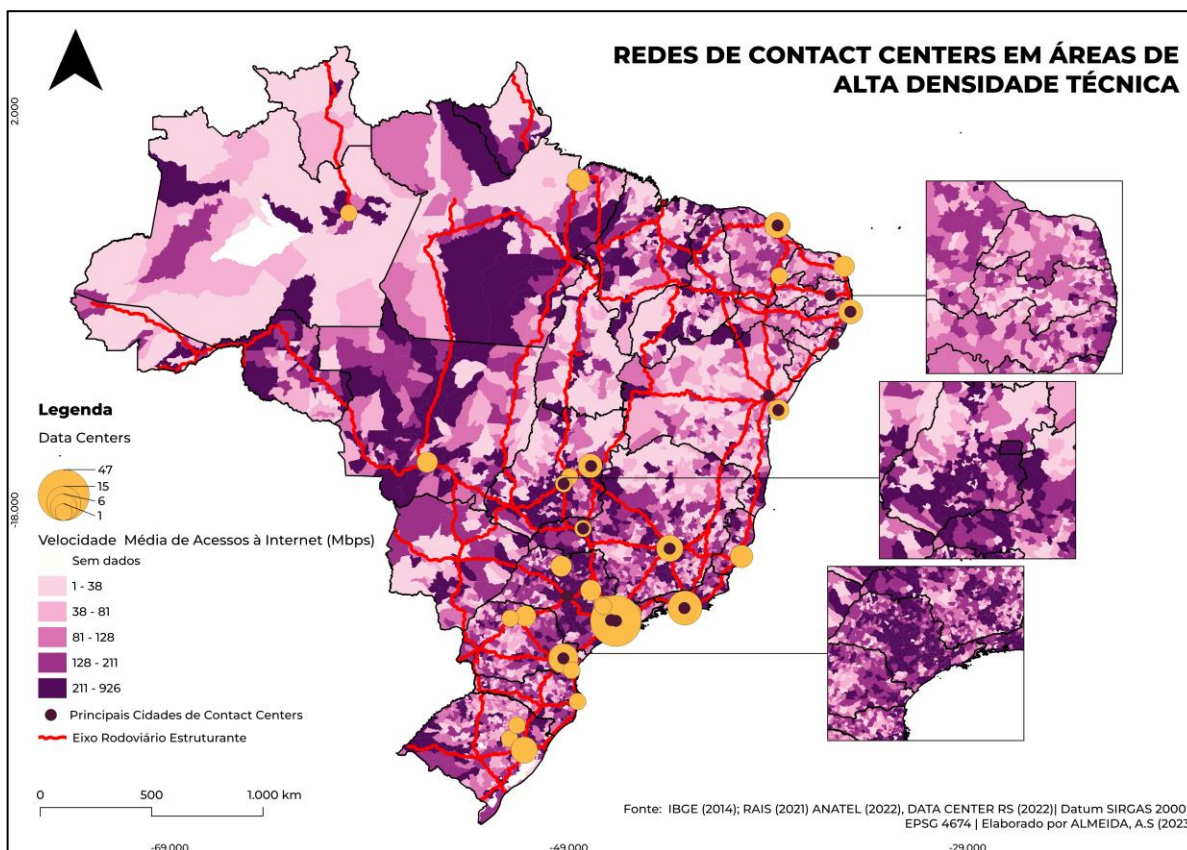 REDES DE CONTACT CENTERS EM ÁREAS DE
ALTA DENSIDADE TÉCNICA
2.000
-18.000
Legenda
Data Centers
47
15
6
1
Velocidade Média de Acessos à Internet (Mbps)
Sem dados
1 - 38
38 - 81
81 - 128
128 - 211
211 - 926
Principais Cidades de Contact Centers
Eixo Rodoviário Estruturante
0 500 1.000 km
Fonte: IBGE (2014); RAIS (2021) ANATEL (2022), DATA CENTER RS (2022)| Datum SIRGAS 2000
EPSG 4674 | Elaborado por ALMEIDA, A.S (2023
-69.000 -49.000 -29.000